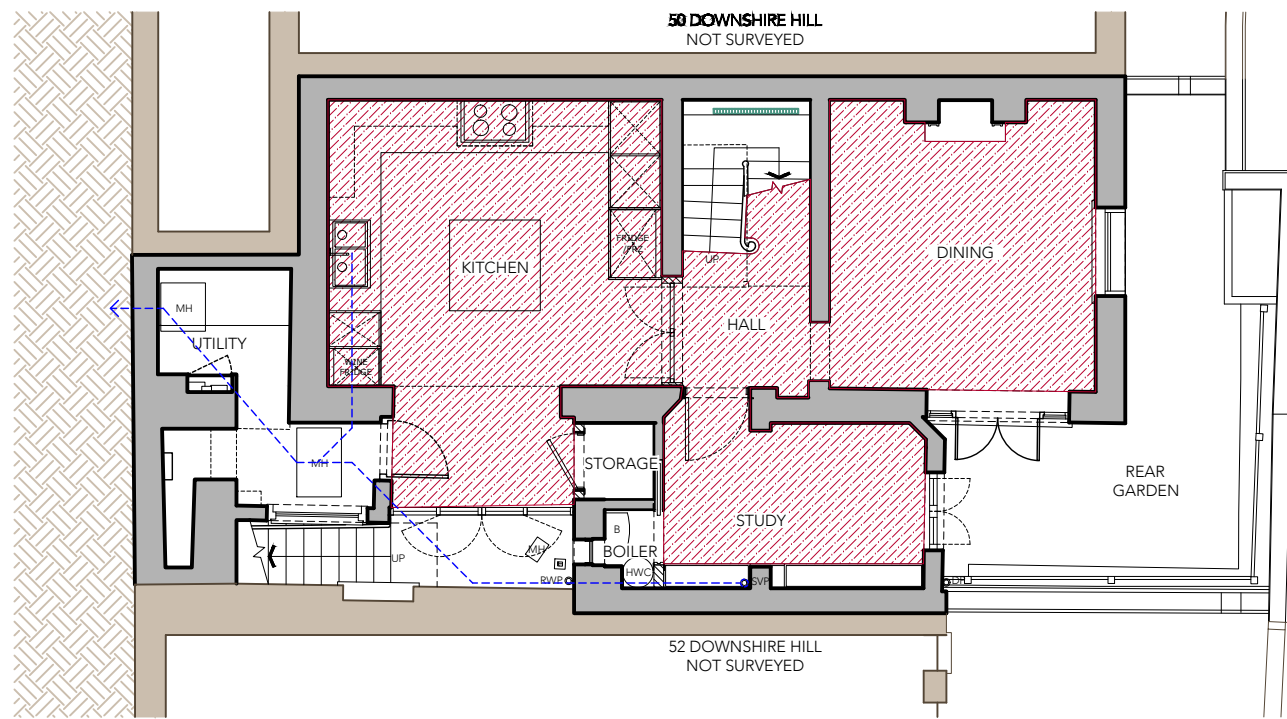 50 DOWNSHIRE HILL
NOT SURVEYED
DINING
FRIDGE
/FRZ
UP
KITCHEN
MH
HALL
UTILITY
WINE
FRIDGE
STORAGE
MH
REAR
GARDEN
STUDY
B
BOILER
MH
UP
HWC
RWP
SVP
52 DOWNSHIRE HILL
NOT SURVEYED